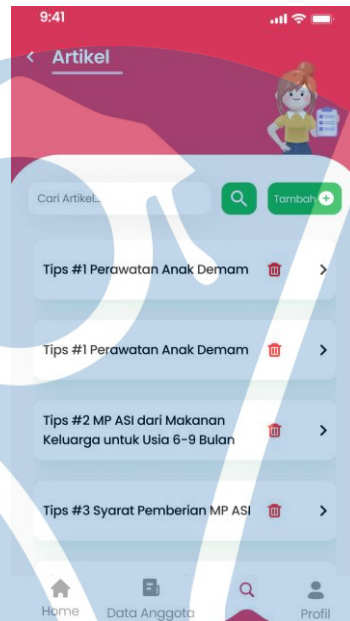 9:41
Artikel
Cari Artikel...
Tambah
Tips #1 Perawatan Anak Demam
Tips #1 Perawatan Anak Demam
Tips #2 MP ASI dari Makanan
Keluarga untuk Usia 6-9 Bulan
Tips #3 Syarat Pemberian MP ASI
Home
Data Anggota
Profil